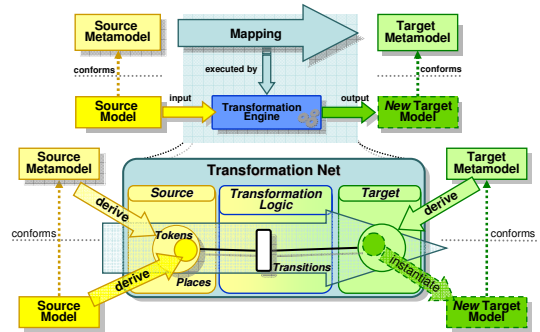 Source
Metamodel
Mapping
Target
Metamodel
conforms
executed by
conforms
Source
Model
input
Transformation
Engine
output
New Target
Model
Source
Metamodel
Transformation Net
Target
Metamodel
Source
Transformation
Logic
Target
derive
Tokens
derive
conforms
conforms
derive
Places
Transitions
instantiate
Source
Model
New Target
Model